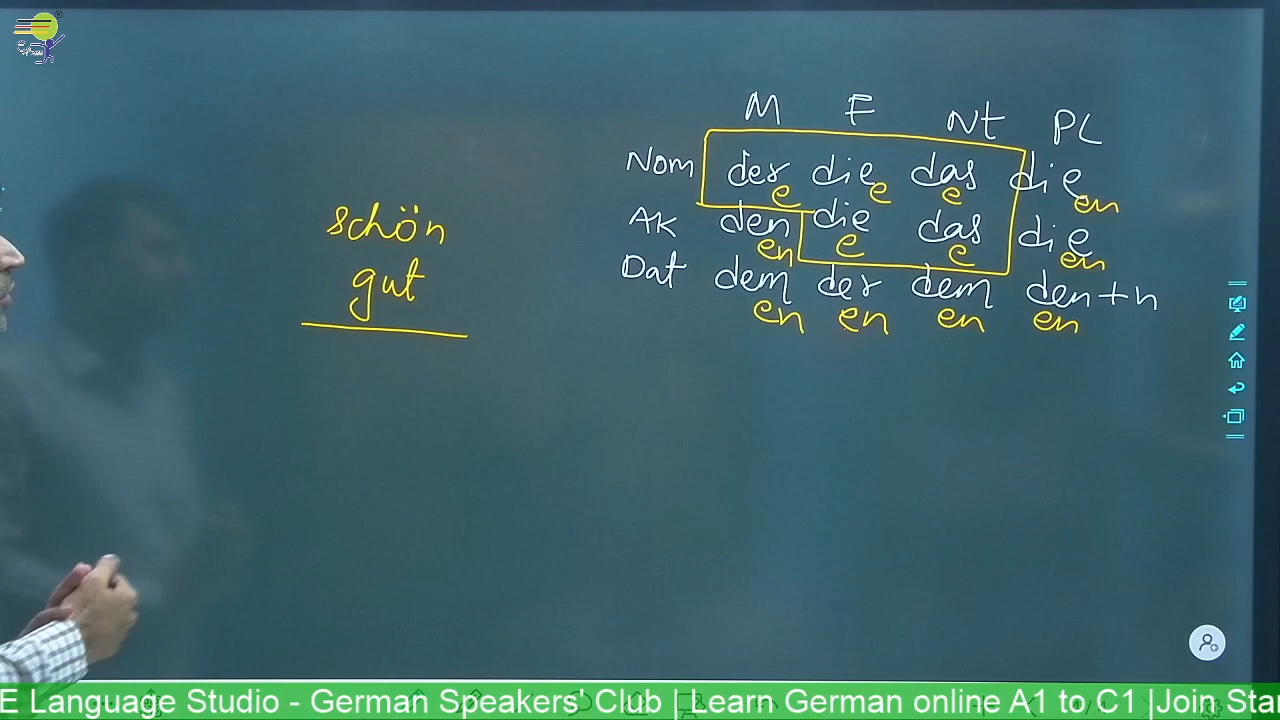 M F Nt PL
Nom der die das die
e e e en
AK den die das die
en e e en
Dat dem der dem den+n
en en en en
schön
gut
E Language Studio - German Speakers' Club | Learn German online A1 to C1 |Join Sta